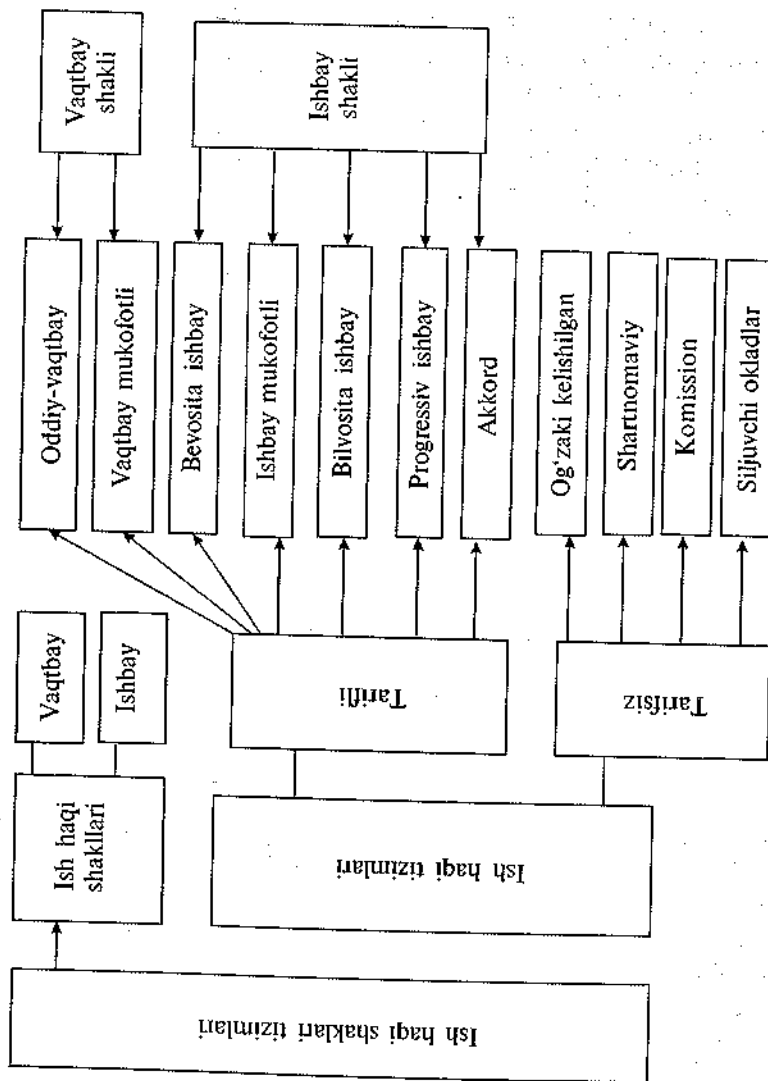 Ish haqi shaklari tizimlari
Ish haqi
shakllari
Vaqtbay
Ishbay
Ish haqi tizimlari
Tarifli
Tarifsiz
Oddiy-vaqtbay
Vaqtbay mukofotli
Bevosita ishbay
Ishbay mukofotli
Bilvosita ishbay
Progressiv ishbay
Akkord
Og‘zaki kelishilgan
Shartnomaviy
Komission
Siljuvchi okladlar
Vaqtbay
shakli
Ishbay
shakli